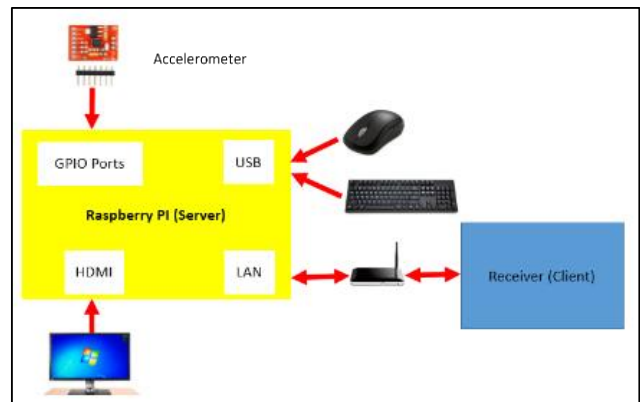 Accelerometer
GPIO Ports
USB
Raspberry PI (Server)
HDMI
LAN
Receiver (Client)